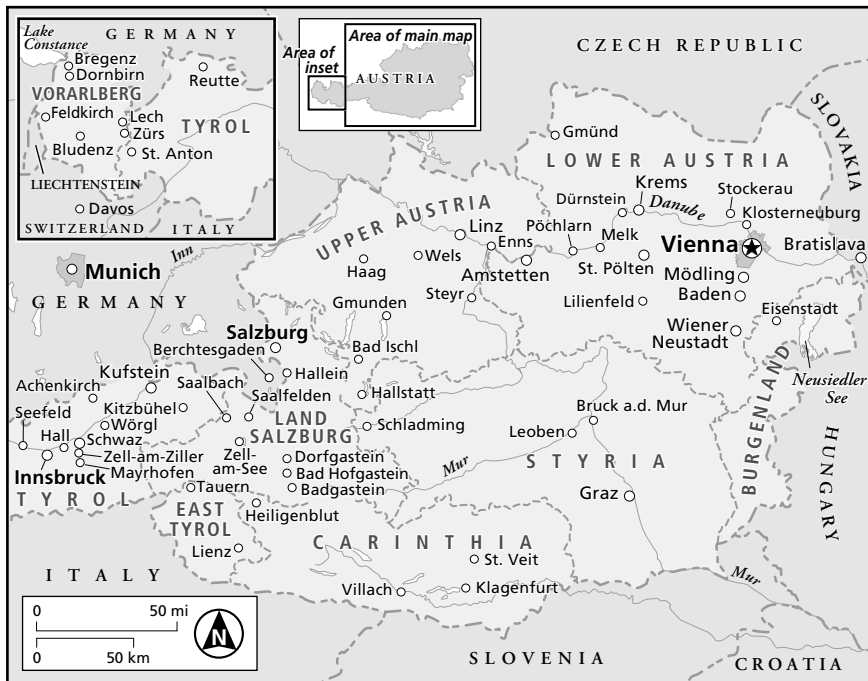 Lake
Constance
GERMANY
Bregenz
Dornbirn
Reutte
VORARLBERG
Feldkirch
Lech
Zürs
TYROL
Bludenz
St. Anton
LIECHTENSTEIN
Davos
SWITZERLAND
ITALY
Area of main map
Area of
inset
AUSTRIA
CZECH REPUBLIC
SLOVAKIA
Gmünd
LOWER AUSTRIA
Krems
Stockerau
Dürnstein
Danube
Klosterneuburg
UPPER AUSTRIA
Linz
Enns
Pöchlarn
Melk
Vienna
Bratislava
Inn
Wels
Haag
Amstetten
St. Pölten
Mödling
Munich
Steyr
Lilienfeld
Baden
GERMANY
Gmunden
Eisenstadt
Salzburg
Wiener
Neustadt
Berchtesgaden
Bad Ischl
Kufstein
Hallein
Neusiedler
See
Achenkirch
Saalbach
Saalfelden
Hallstatt
BURGENLAND
Seefeld
Kitzbühel
Bruck a.d. Mur
Wörgl
LAND
SALZBURG
Schladming
Hall
Schwaz
Leoben
HUNGARY
Zell-am-Ziller
Zell-
am-See
Dorfgastein
Mur
STYRIA
Innsbruck
Mayrhofen
Bad Hofgastein
TYROL
Tauern
Badgastein
Graz
EAST
TYROL
Heiligenblut
CARINTHIA
Lienz
St. Veit
ITALY
Villach
Klagenfurt
Mur
0
50 mi
0
50 km
N
SLOVENIA
CROATIA